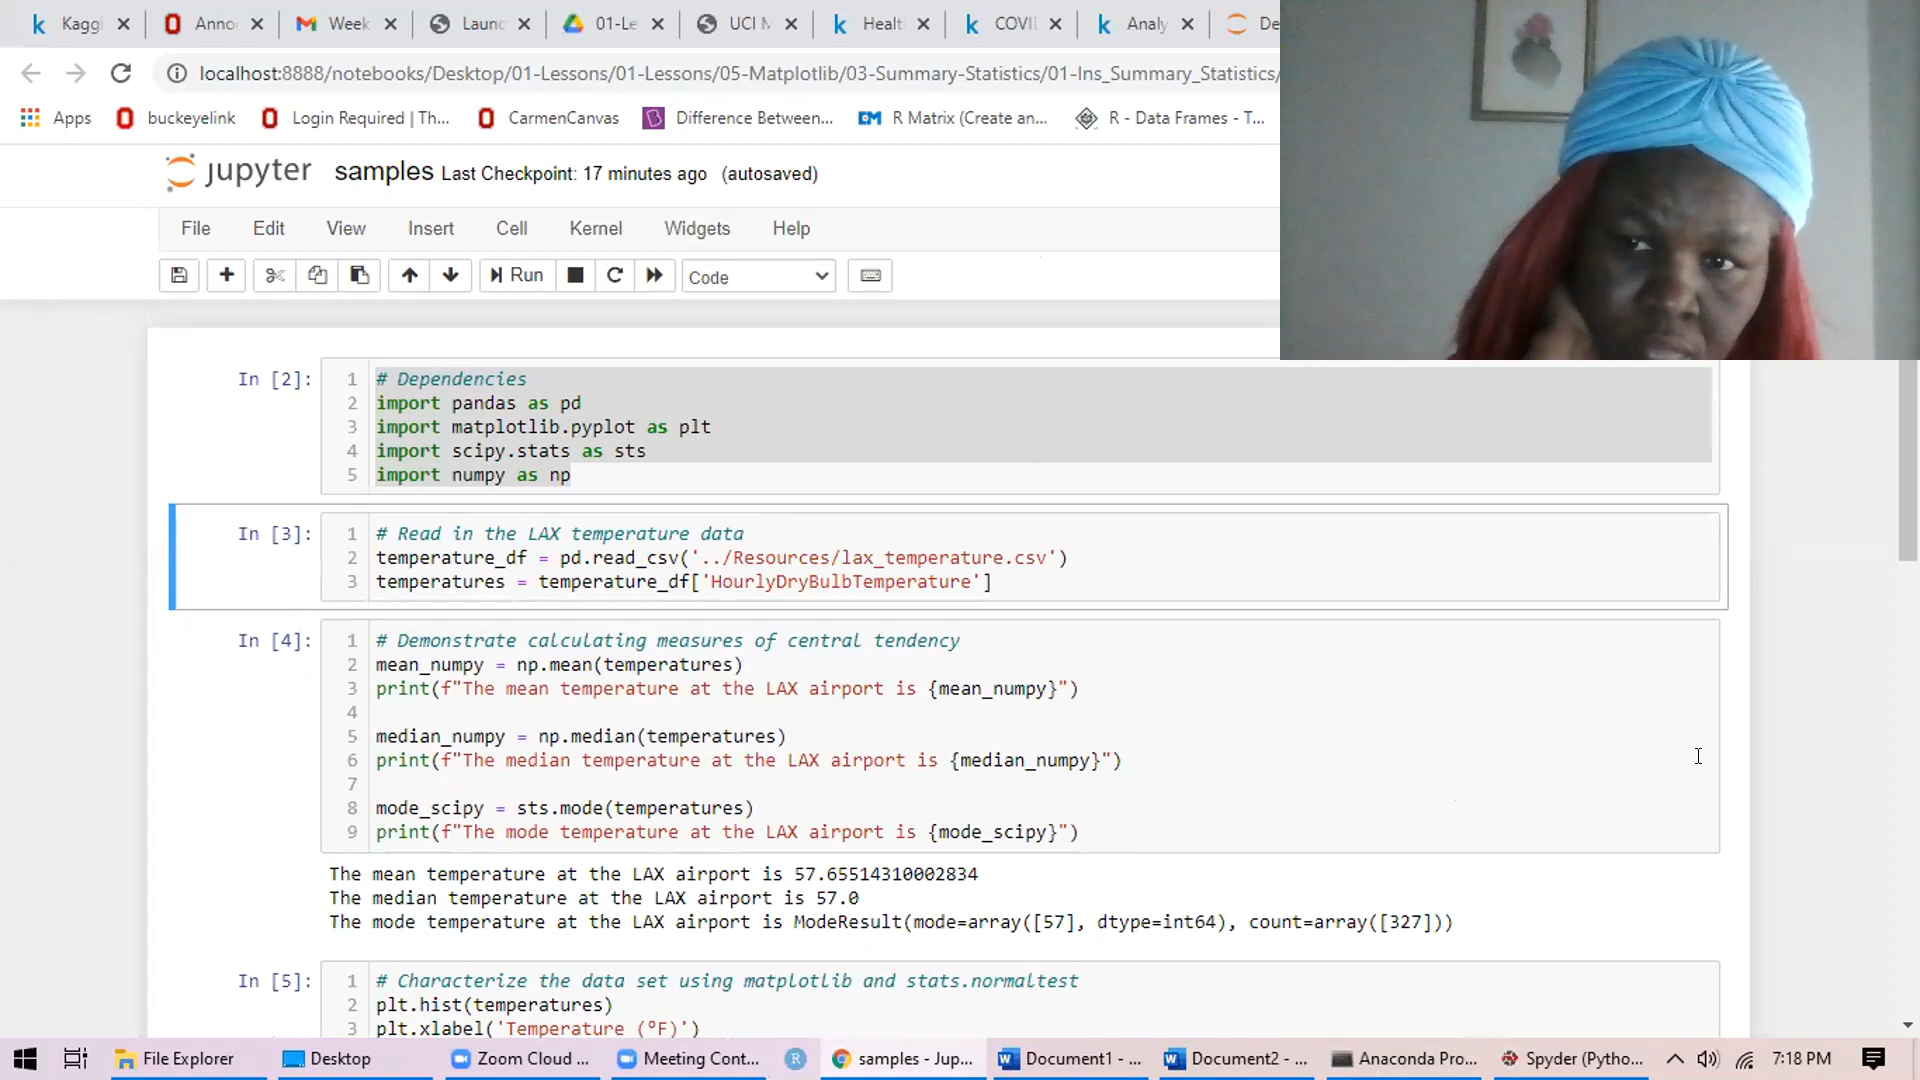 Kaggl Anno Week Launc 01-Le UCI M Healt COVI Analy De
localhost:8888/notebooks/Desktop/01-Lessons/01-Lessons/05-Matplotlib/03-Summary-Statistics/01-Ins_Summary_Statistics/
Apps buckeyelink Login Required | Th... CarmenCanvas Difference Between... R Matrix (Create an... R - Data Frames - T...
jupyter samples Last Checkpoint: 17 minutes ago (autosaved)
File Edit View Insert Cell Kernel Widgets Help
Run Code
In [2]: 1 # Dependencies
2 import pandas as pd
3 import matplotlib.pyplot as plt
4 import scipy.stats as sts
5 import numpy as np
In [3]: 1 # Read in the LAX temperature data
2 temperature_df = pd.read_csv('../Resources/lax_temperature.csv')
3 temperatures = temperature_df['HourlyDryBulbTemperature']
In [4]: 1 # Demonstrate calculating measures of central tendency
2 mean_numpy = np.mean(temperatures)
3 print(f"The mean temperature at the LAX airport is {mean_numpy}")
4
5 median_numpy = np.median(temperatures)
6 print(f"The median temperature at the LAX airport is {median_numpy}")
7
8 mode_scipy = sts.mode(temperatures)
9 print(f"The mode temperature at the LAX airport is {mode_scipy}")
The mean temperature at the LAX airport is 57.65514310002834
The median temperature at the LAX airport is 57.0
The mode temperature at the LAX airport is ModeResult(mode=array([57], dtype=int64), count=array([327]))
In [5]: 1 # Characterize the data set using matplotlib and stats.normaltest
2 plt.hist(temperatures)
3 plt.xlabel('Temperature (°F)')
File Explorer Desktop Zoom Cloud ... Meeting Cont... R samples - Jup... Document1 - ... Document2 - ... Anaconda Pro... Spyder (Pytho... 7:18 PM